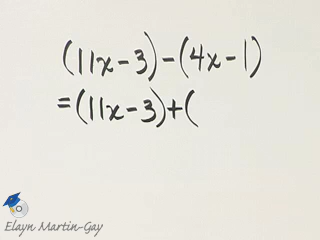 (11x-3)-(4x-1)
=(11x-3)+(
Elayn Martin-Gay